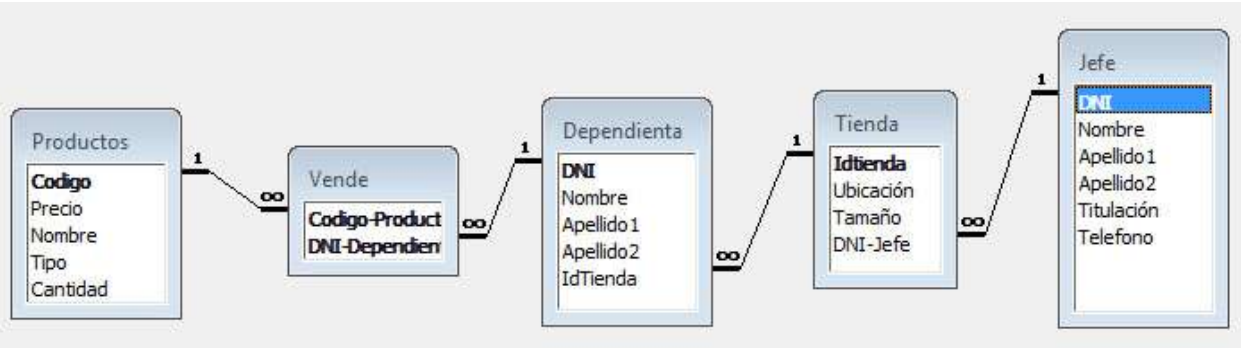 Productos
Codigo
Precio
Nombre
Tipo
Cantidad
1
∞
Vende
Codigo-Product
DNI-Dependien
∞
1
Dependienta
DNI
Nombre
Apellido1
Apellido2
IdTienda
∞
1
Tienda
Idtienda
Ubicación
Tamaño
DNI-Jefe
∞
1
Jefe
DNI
Nombre
Apellido1
Apellido2
Titulación
Telefono